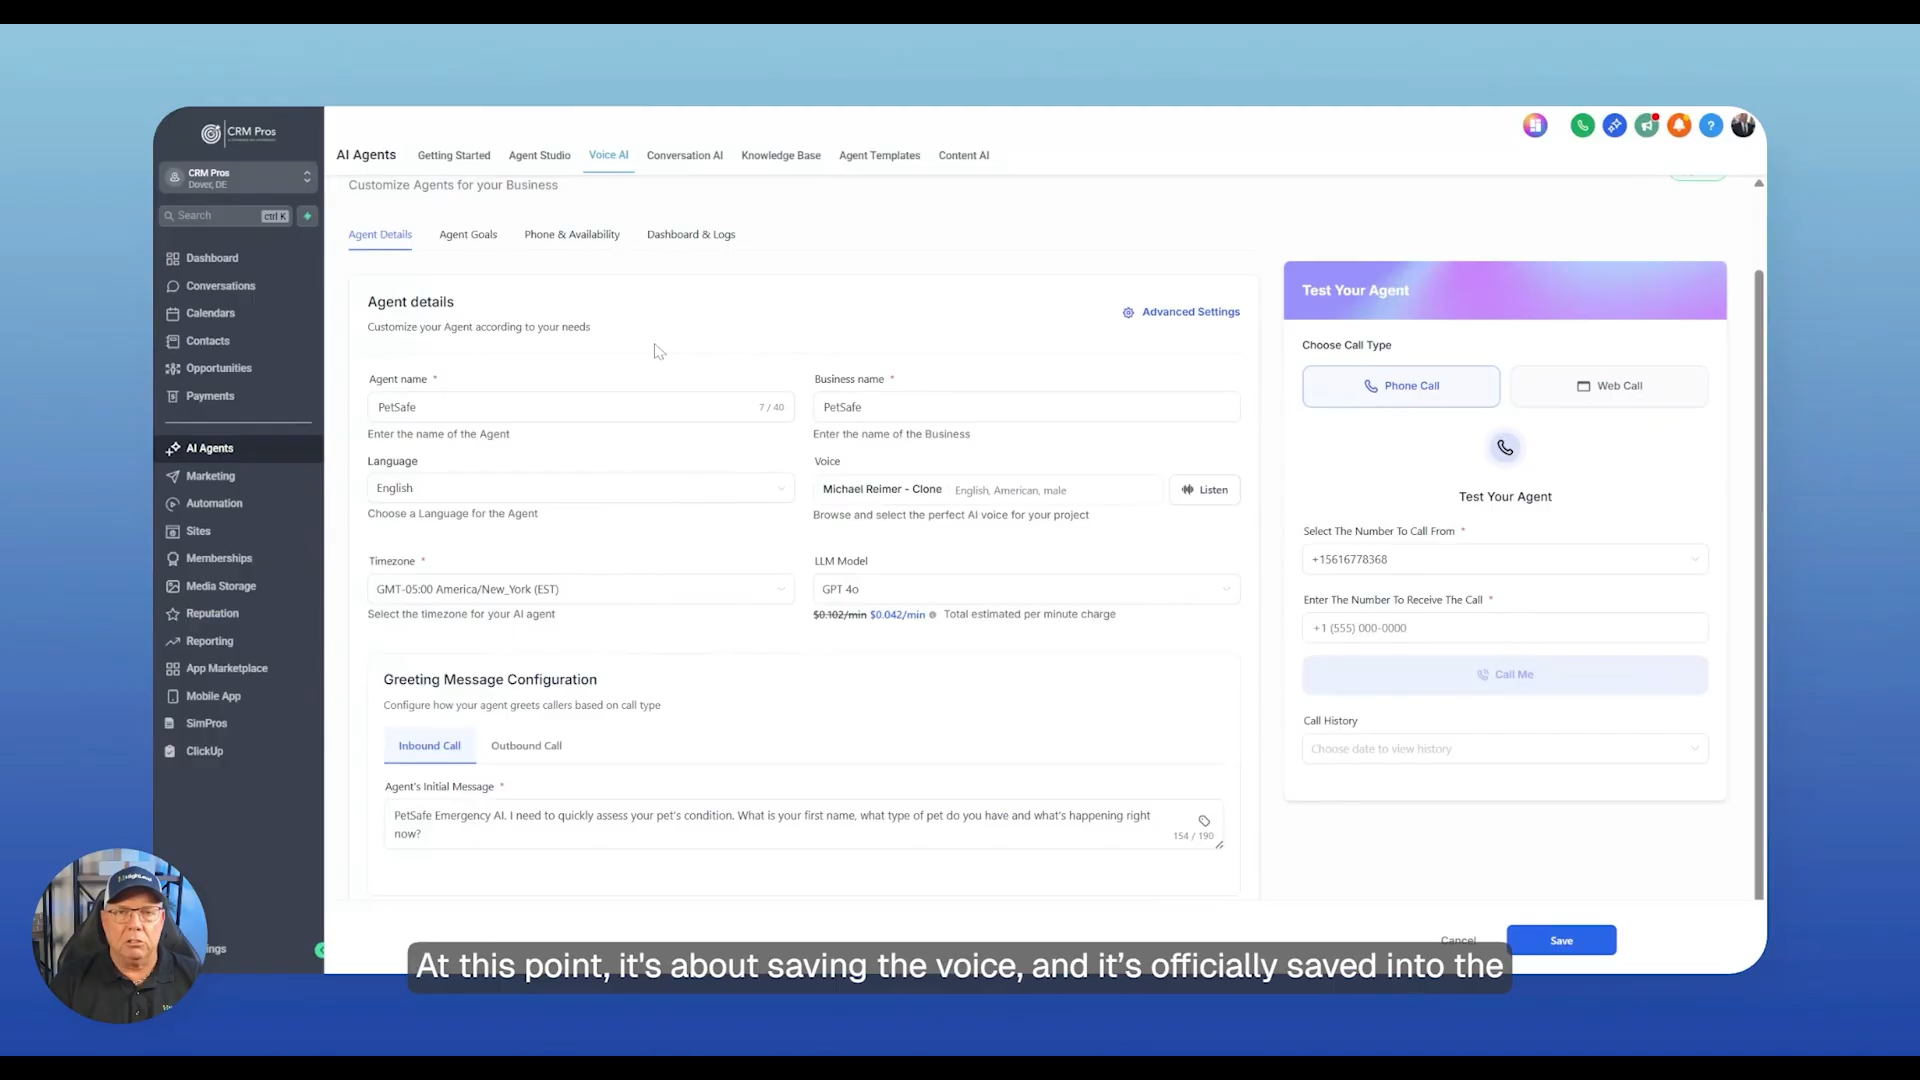 CRM Pros
CRM Pros
Dover, DE
Search
ctrl K
Dashboard
Conversations
Calendars
Contacts
Opportunities
Payments
AI Agents
Marketing
Automation
Sites
Memberships
Media Storage
Reputation
Reporting
App Marketplace
Mobile App
SimPros
ClickUp
ings
AI Agents
Getting Started
Agent Studio
Voice AI
Conversation AI
Knowledge Base
Agent Templates
Content AI
Customize Agents for your Business
Agent Details
Agent Goals
Phone & Availability
Dashboard & Logs
Agent details
Customize your Agent according to your needs
Advanced Settings
Agent name *
PetSafe
7 / 40
Enter the name of the Agent
Business name *
PetSafe
Enter the name of the Business
Language
English
Choose a Language for the Agent
Voice
Michael Reimer - Clone English, American, male
Listen
Browse and select the perfect AI voice for your project
Timezone *
GMT-05:00 America/New_York (EST)
Select the timezone for your AI agent
LLM Model
GPT 4o
$0.102/min $0.042/min Total estimated per minute charge
Greeting Message Configuration
Configure how your agent greets callers based on call type
Inbound Call
Outbound Call
Agent's Initial Message *
PetSafe Emergency AI. I need to quickly assess your pet's condition. What is your first name, what type of pet do you have and what's happening right
now?
154 / 190
Test Your Agent
Choose Call Type
Phone Call
Web Call
Test Your Agent
Select The Number To Call From *
+15616778368
Enter The Number To Receive The Call *
+1 (555) 000-0000
Call Me
Call History
Choose date to view history
Cancel
Save
At this point, it's about saving the voice, and it's officially saved into the